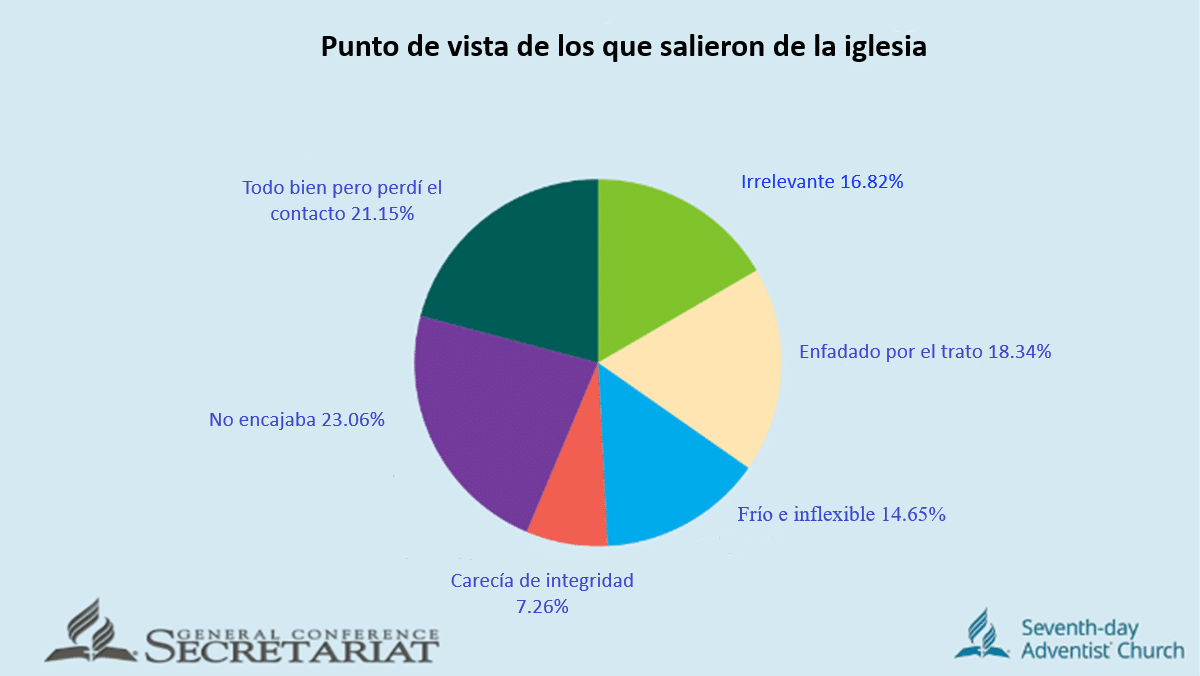 Punto de vista de los que salieron de la iglesia
Todo bien pero perdí el
contacto 21.15%
Irrelevante 16.82%
Enfadado por el trato 18.34%
No encajaba 23.06%
Frío e inflexible 14.65%
Carecía de integridad
7.26%
GENERAL CONFERENCE
SECRETARIAT
Seventh-day
Adventist® Church